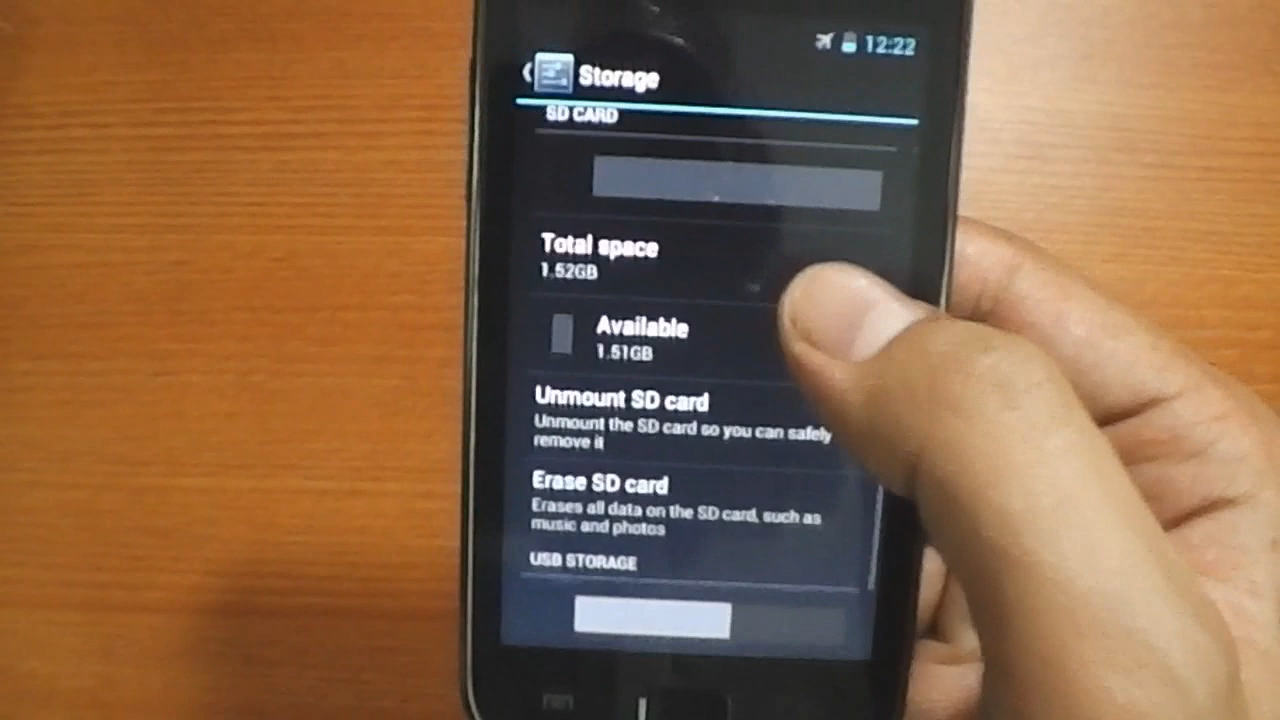 12:22
Storage
SD CARD
Total space
1.52GB
Available
1.51GB
Unmount SD card
Unmount the SD card so you can safely
remove it
Erase SD card
Erases all data on the SD card, such as
music and photos
USB STORAGE